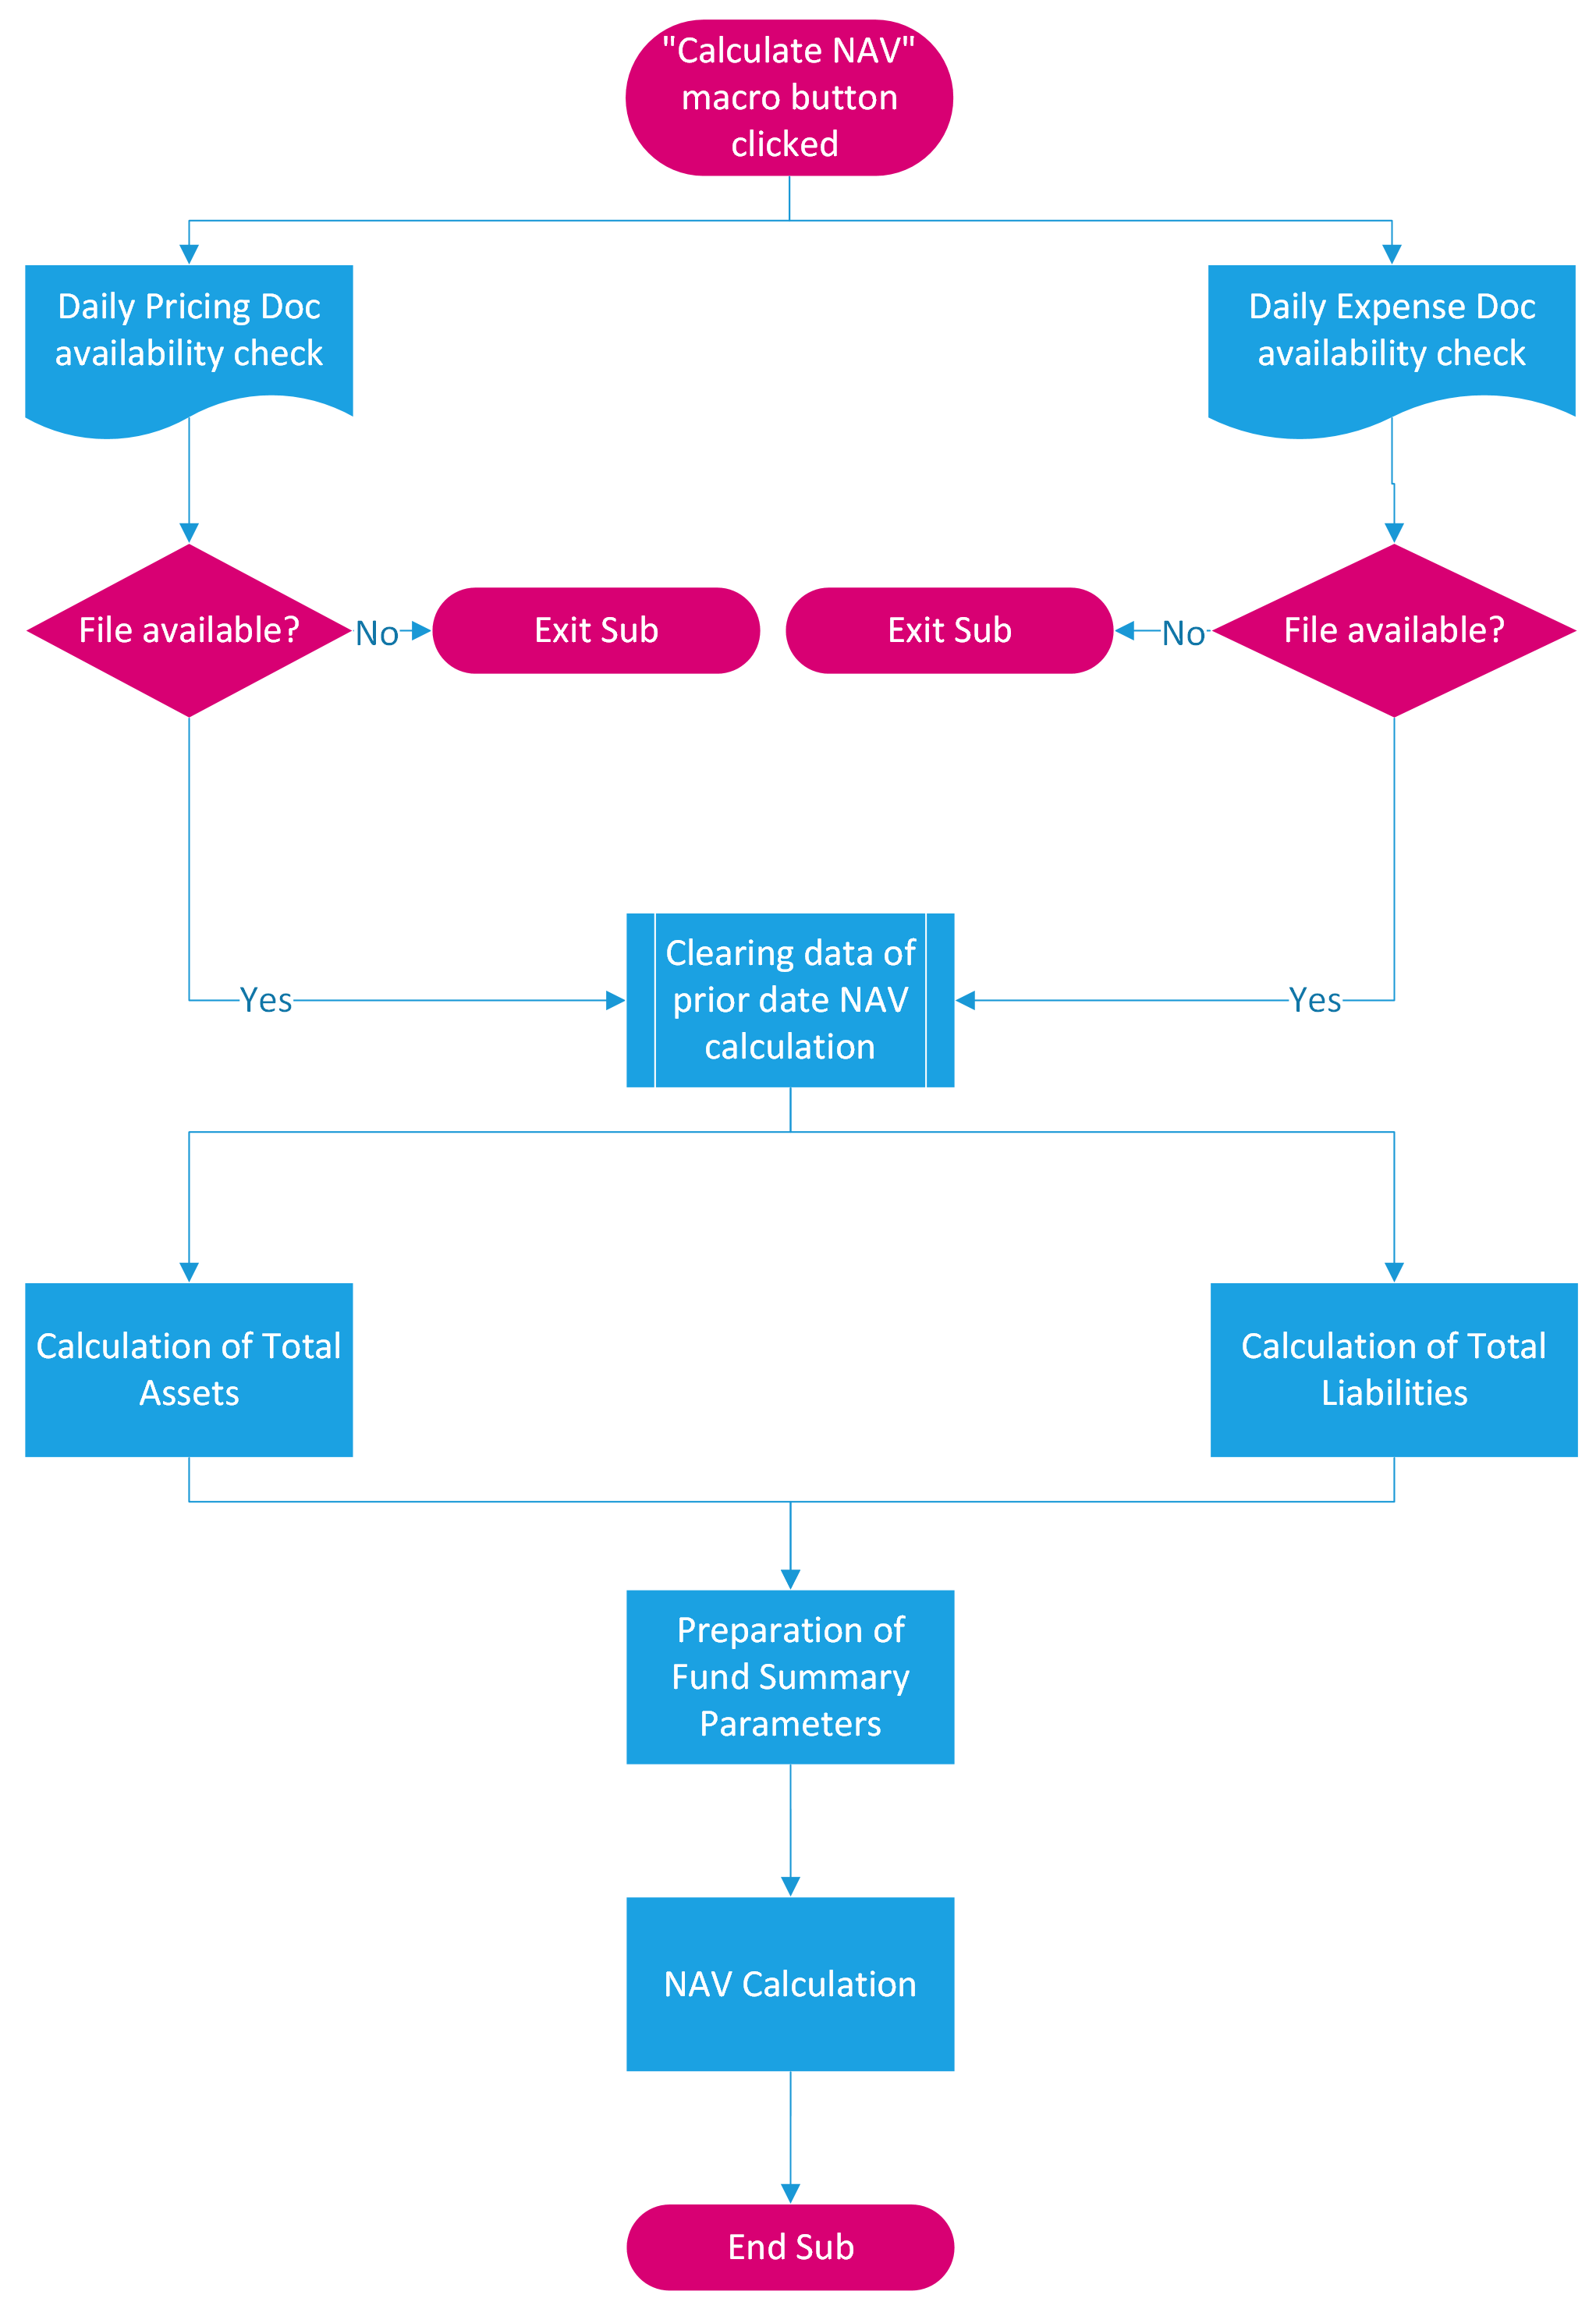 "Calculate NAV"
macro button
clicked
Daily Pricing Doc
availability check
Daily Expense Doc
availability check
File available?
No
Exit Sub
Exit Sub
No
File available?
Clearing data of
prior date NAV
calculation
Yes
Yes
Calculation of Total
Assets
Calculation of Total
Liabilities
Preparation of
Fund Summary
Parameters
NAV Calculation
End Sub